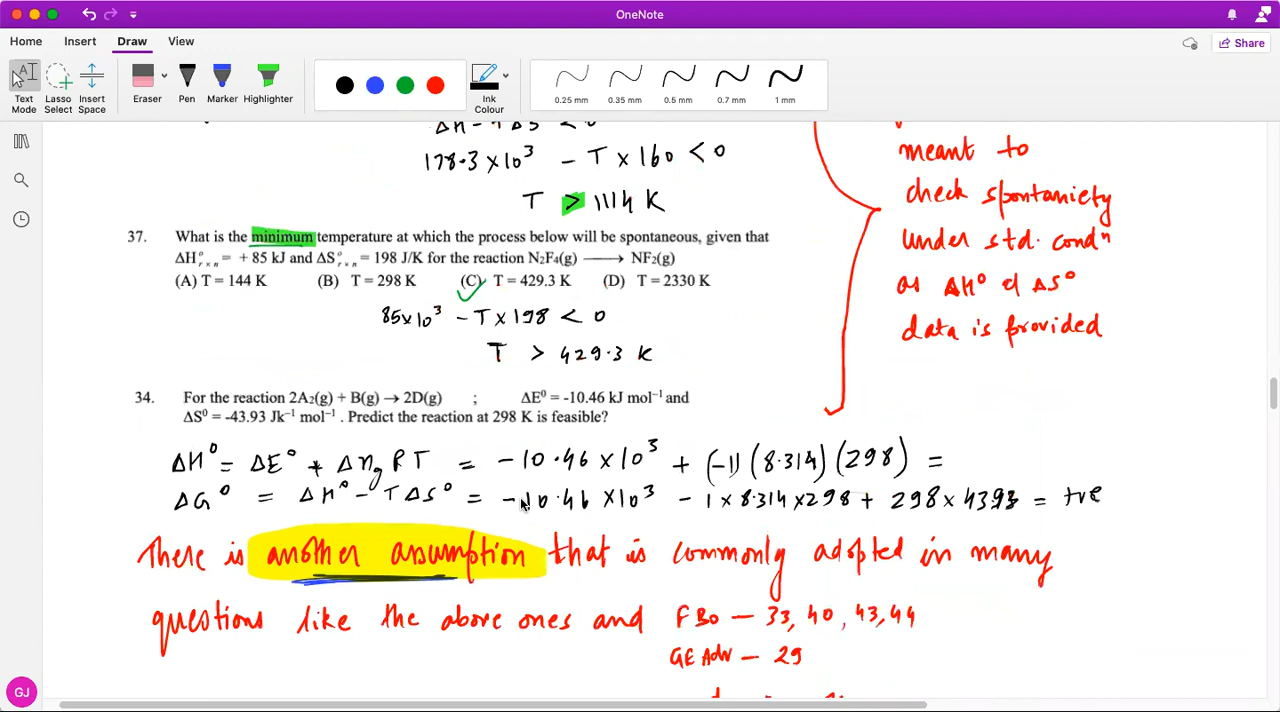 OneNote
Home Insert Draw View
Share
Text Mode
Lasso Select
Insert Space
Eraser
Pen
Marker
Highlighter
Ink Colour
0.25 mm 0.35 mm 0.5 mm 0.7 mm 1 mm
178.3 × 10³ − T × 160 < 0
T > 1114 K
37. What is the minimum temperature at which the process below will be spontaneous, given that
ΔH°r×n = + 85 kJ and ΔS°r×n = 198 J/K for the reaction N₂F₄(g) ⟶ NF₂(g)
(A) T = 144 K (B) T = 298 K (C) T = 429.3 K (D) T = 2330 K
85×10³ − T × 198 < 0
T > 429.3 K
meant to
check spontaniety
under std. condⁿ
as ΔH° & ΔS°
data is provided
34. For the reaction 2A₂(g) + B(g) → 2D(g) ; ΔE⁰ = -10.46 kJ mol⁻¹ and
ΔS⁰ = -43.93 Jk⁻¹ mol⁻¹ . Predict the reaction at 298 K is feasible?
ΔH° = ΔE° + Δng RT = −10.46 × 10³ + (−1) (8.314) (298) =
ΔG° = ΔH° − TΔS° = −10.46 × 10³ − 1 × 8.314 × 298 + 298 × 43.93 = +ve
There is another assumption that is commonly adopted in many
questions like the above ones and FBO − 33, 40, 43, 44
GE Adv − 29
GJ